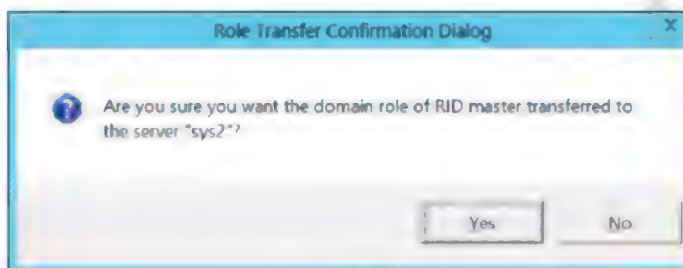 Role Transfer Confirmation Dialog
x
Are you sure you want the domain role of RID master transferred to
the server "sys2"?
Yes
No